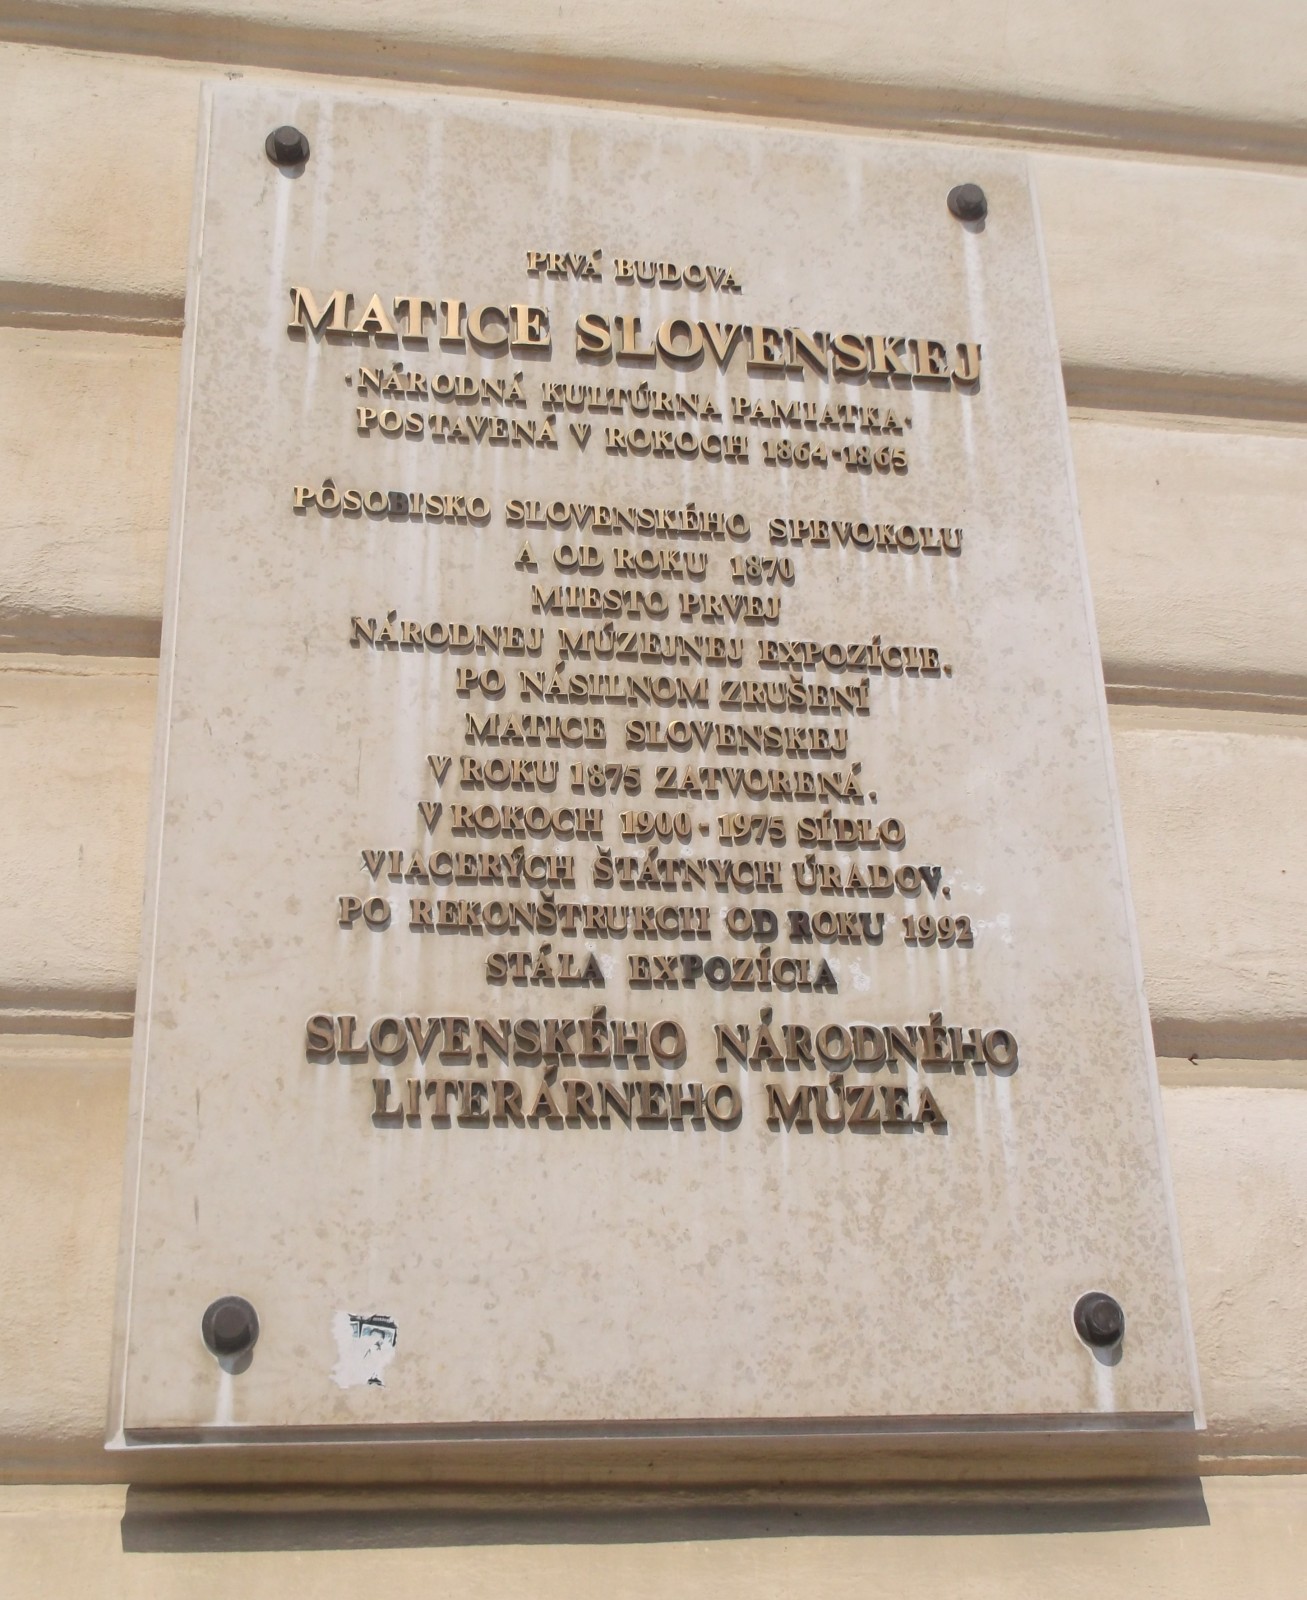 PRVÁ BUDOVA
MATICE SLOVENSKEJ
·NÁRODNÁ KULTÚRNA PAMIATKA·
POSTAVENÁ V ROKOCH 1864-1865
PÔSOBISKO SLOVENSKÉHO SPEVOKOLU
A OD ROKU 1870
MIESTO PRVEJ
NÁRODNEJ MÚZEJNEJ EXPOZÍCIE.
PO NÁSILNOM ZRUŠENÍ
MATICE SLOVENSKEJ
V ROKU 1875 ZATVORENÁ.
V ROKOCH 1900-1975 SÍDLO
VIACERÝCH ŠTÁTNYCH ÚRADOV.
PO REKONŠTRUKCII OD ROKU 1992
STÁLA EXPOZÍCIA
SLOVENSKÉHO NÁRODNÉHO
LITERÁRNEHO MÚZEA